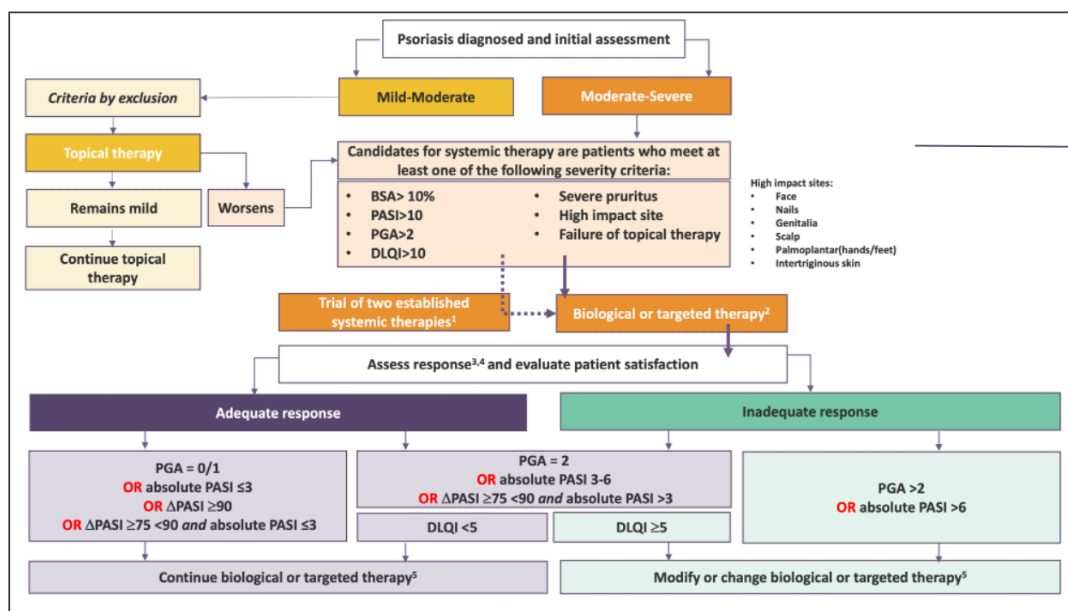 Psoriasis diagnosed and initial assessment
Criteria by exclusion
Mild-Moderate
Moderate-Severe
Topical therapy
Candidates for systemic therapy are patients who meet at
least one of the following severity criteria:
Remains mild
Worsens
• BSA> 10%
• PASI>10
• PGA>2
• DLQI>10
• Severe pruritus
• High impact site
• Failure of topical therapy
High impact sites:
• Face
• Nails
• Genitalia
• Scalp
• Palmoplantar(hands/feet)
• Intertriginous skin
Continue topical
therapy
Trial of two established
systemic therapies¹
Biological or targeted therapy²
Assess response³,⁴ and evaluate patient satisfaction
Adequate response
Inadequate response
PGA = 0/1
OR absolute PASI ≤3
OR ΔPASI ≥90
OR ΔPASI ≥75 <90 and absolute PASI ≤3
PGA = 2
OR absolute PASI 3-6
OR ΔPASI ≥75 <90 and absolute PASI >3
DLQI <5
DLQI ≥5
PGA >2
OR absolute PASI >6
Continue biological or targeted therapy⁵
Modify or change biological or targeted therapy⁵